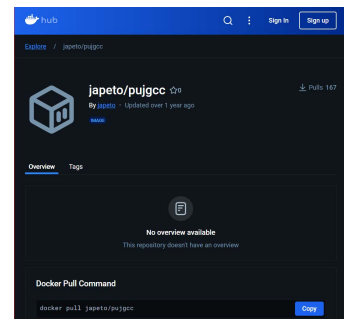 hub
Sign In
Sign up
Explore / japeto/pujgcc
japeto/pujgcc ☆0
By japeto • Updated over 1 year ago
IMAGE
Pulls 167
Overview Tags
No overview available
This repository doesn't have an overview
Docker Pull Command
docker pull japeto/pujgcc
Copy